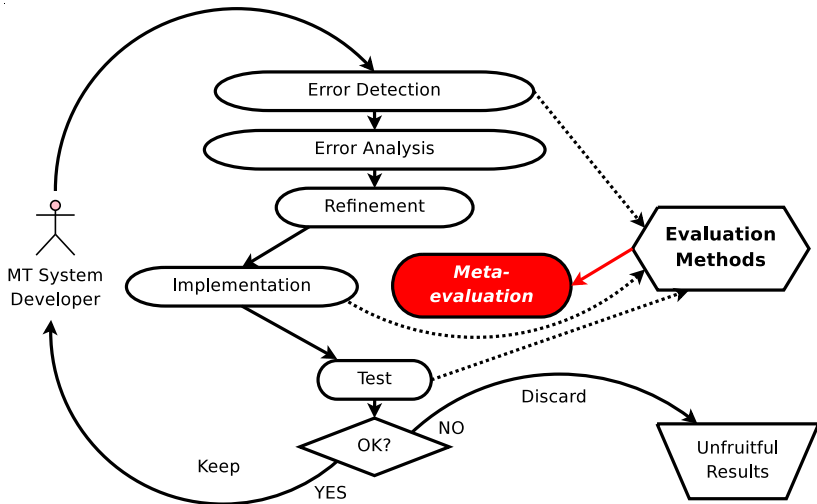 Error Detection
Error Analysis
Refinement
MT System
Developer
Implementation
Meta-
evaluation
Evaluation
Methods
Test
Discard
OK?
NO
Keep
YES
Unfruitful
Results